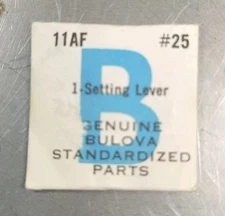 11AF #25
B
1-Setting Lever
GENUINE
BULOVA
STANDARDIZED
PARTS